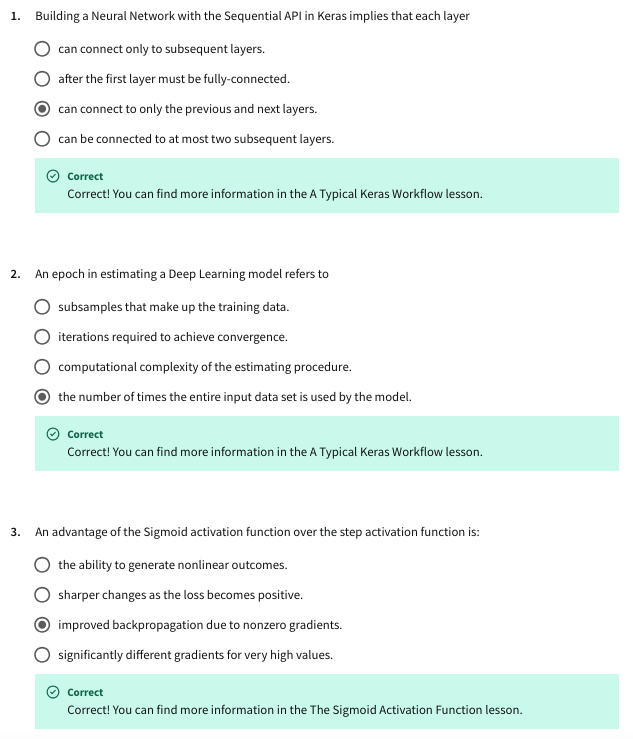 1. Building a Neural Network with the Sequential API in Keras implies that each layer
can connect only to subsequent layers.
after the first layer must be fully-connected.
can connect to only the previous and next layers.
can be connected to at most two subsequent layers.
Correct
Correct! You can find more information in the A Typical Keras Workflow lesson.
2. An epoch in estimating a Deep Learning model refers to
subsamples that make up the training data.
iterations required to achieve convergence.
computational complexity of the estimating procedure.
the number of times the entire input data set is used by the model.
Correct
Correct! You can find more information in the A Typical Keras Workflow lesson.
3. An advantage of the Sigmoid activation function over the step activation function is:
the ability to generate nonlinear outcomes.
sharper changes as the loss becomes positive.
improved backpropagation due to nonzero gradients.
significantly different gradients for very high values.
Correct
Correct! You can find more information in the The Sigmoid Activation Function lesson.